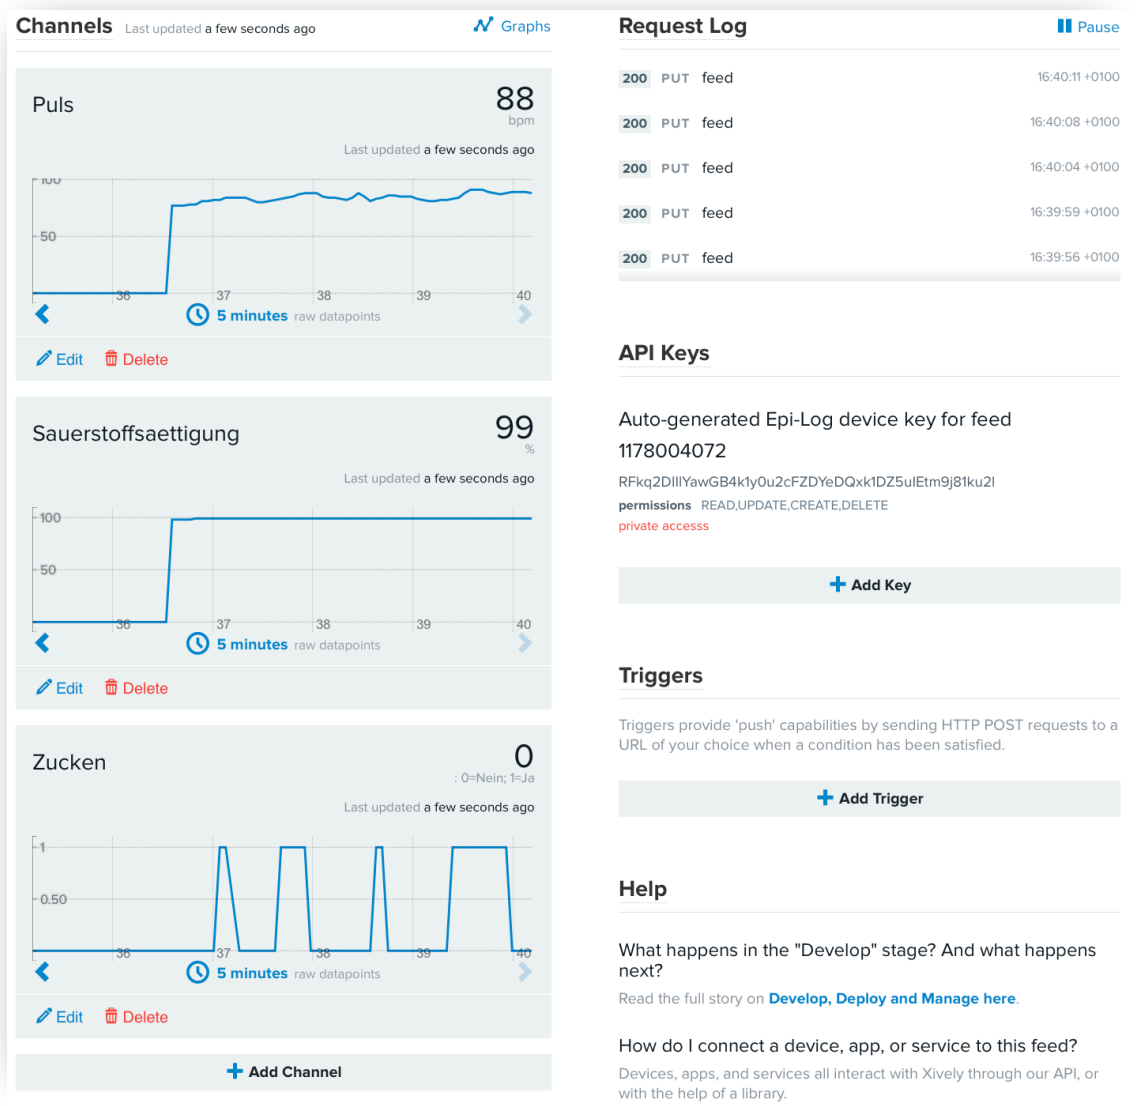 Channels Last updated a few seconds ago Graphs
Puls 88
bpm
Last updated a few seconds ago
100
50
36 37 38 39 40
5 minutes raw datapoints
Edit Delete
Sauerstoffsaettigung 99
%
Last updated a few seconds ago
100
50
36 37 38 39 40
5 minutes raw datapoints
Edit Delete
Zucken 0
: 0=Nein; 1=Ja
Last updated a few seconds ago
1
0.50
36 37 38 39 40
5 minutes raw datapoints
Edit Delete
Add Channel
Request Log Pause
200 PUT feed 16:40:11 +0100
200 PUT feed 16:40:08 +0100
200 PUT feed 16:40:04 +0100
200 PUT feed 16:39:59 +0100
200 PUT feed 16:39:56 +0100
API Keys
Auto-generated Epi-Log device key for feed
1178004072
permissions READ,UPDATE,CREATE,DELETE
private accesss
Add Key
Triggers
Triggers provide 'push' capabilities by sending HTTP POST requests to a
URL of your choice when a condition has been satisfied.
Add Trigger
Help
What happens in the "Develop" stage? And what happens
next?
Read the full story on Develop, Deploy and Manage here.
How do I connect a device, app, or service to this feed?
Devices, apps, and services all interact with Xively through our API, or
with the help of a library.